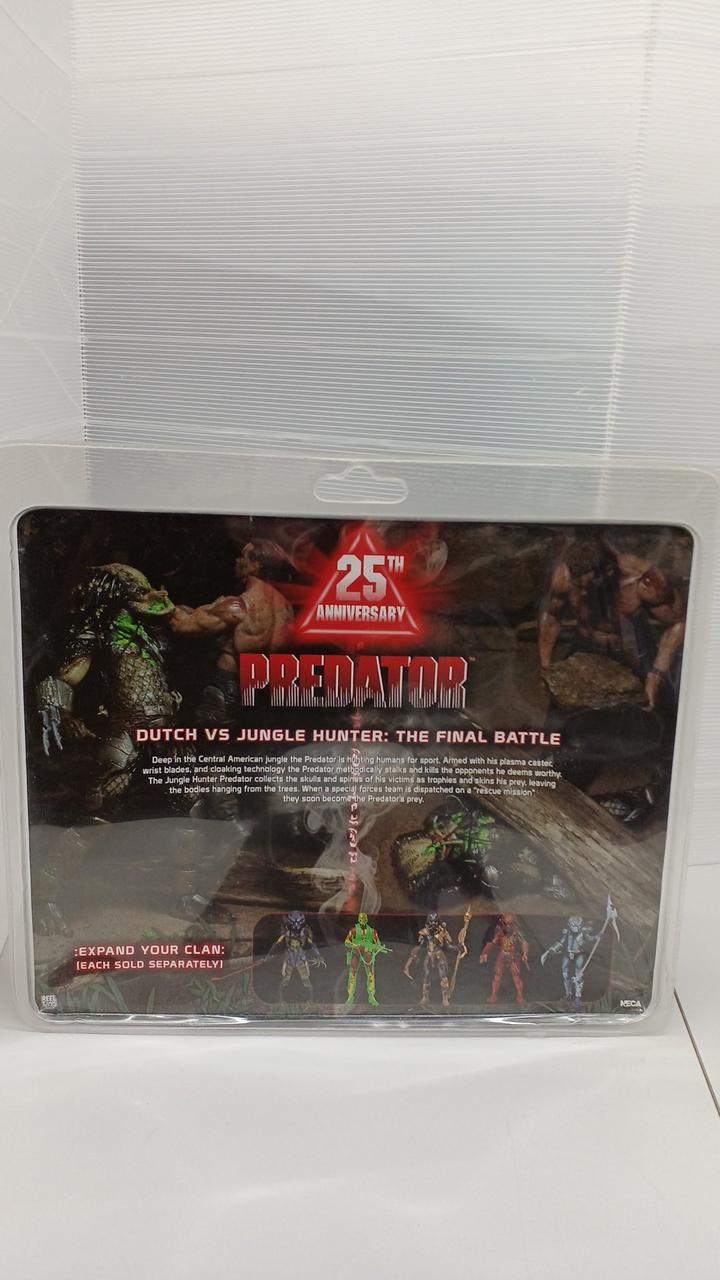 25TH
ANNIVERSARY
PREDATOR™
DUTCH VS JUNGLE HUNTER: THE FINAL BATTLE
Deep in the Central American jungle the Predator is hunting humans for sport. Armed with his plasma caster,
wrist blades, and cloaking technology the Predator methodically stalks and kills the opponents he deems worthy.
The Jungle Hunter Predator collects the skulls and spines of his victims as trophies and skins his prey, leaving
the bodies hanging from the trees. When a special forces team is dispatched on a "rescue mission"
they soon become the Predator's prey.
:EXPAND YOUR CLAN:
(EACH SOLD SEPARATELY)
REEL
TOYS
NECA